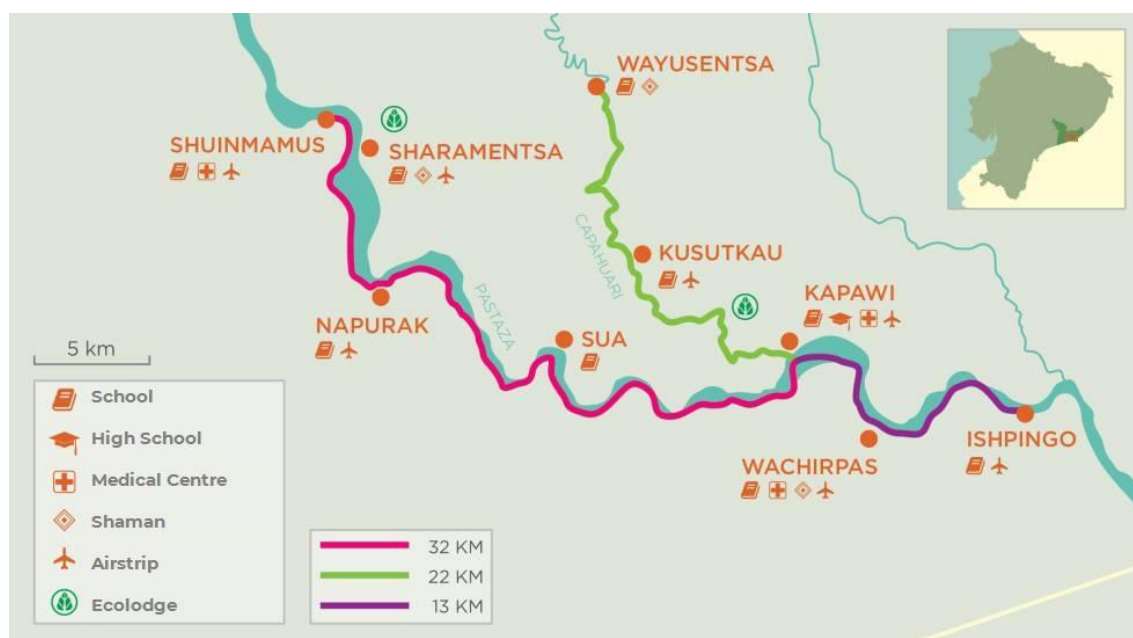 WAYUSENTSA
SHUINMAMUS
SHARAMENTSA
CAPAHUARI
KUSUTKAU
NAPURAK
PASTAZA
SUA
KAPAWI
WACHIRPAS
ISHPINGO
5 km
School
High School
Medical Centre
Shaman
Airstrip
Ecolodge
32 KM
22 KM
13 KM